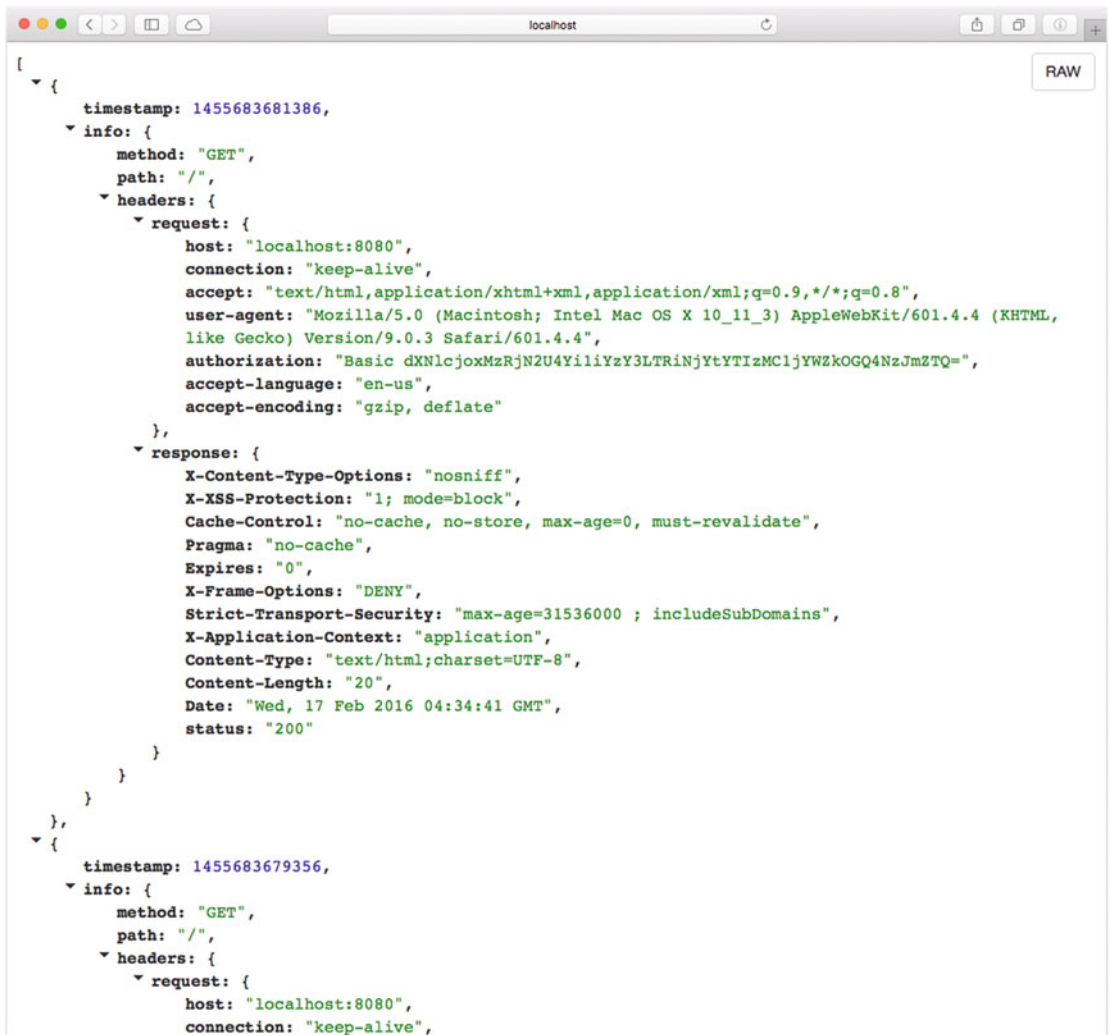 localhost
RAW
[
{
timestamp: 1455683681386,
info: {
method: "GET",
path: "/",
headers: {
request: {
host: "localhost:8080",
connection: "keep-alive",
accept: "text/html,application/xhtml+xml,application/xml;q=0.9,*/*;q=0.8",
user-agent: "Mozilla/5.0 (Macintosh; Intel Mac OS X 10_11_3) AppleWebKit/601.4.4 (KHTML,
like Gecko) Version/9.0.3 Safari/601.4.4",
authorization: "Basic dXNlcjoxMzRjN2U4Yi1iYzY3LTRiNjYtYTIzMC1jYWZkOGQ4NzJmZTQ=",
accept-language: "en-us",
accept-encoding: "gzip, deflate"
},
response: {
X-Content-Type-Options: "nosniff",
X-XSS-Protection: "1; mode=block",
Cache-Control: "no-cache, no-store, max-age=0, must-revalidate",
Pragma: "no-cache",
Expires: "0",
X-Frame-Options: "DENY",
Strict-Transport-Security: "max-age=31536000 ; includeSubDomains",
X-Application-Context: "application",
Content-Type: "text/html;charset=UTF-8",
Content-Length: "20",
Date: "Wed, 17 Feb 2016 04:34:41 GMT",
status: "200"
}
}
}
},
{
timestamp: 1455683679356,
info: {
method: "GET",
path: "/",
headers: {
request: {
host: "localhost:8080",
connection: "keep-alive",